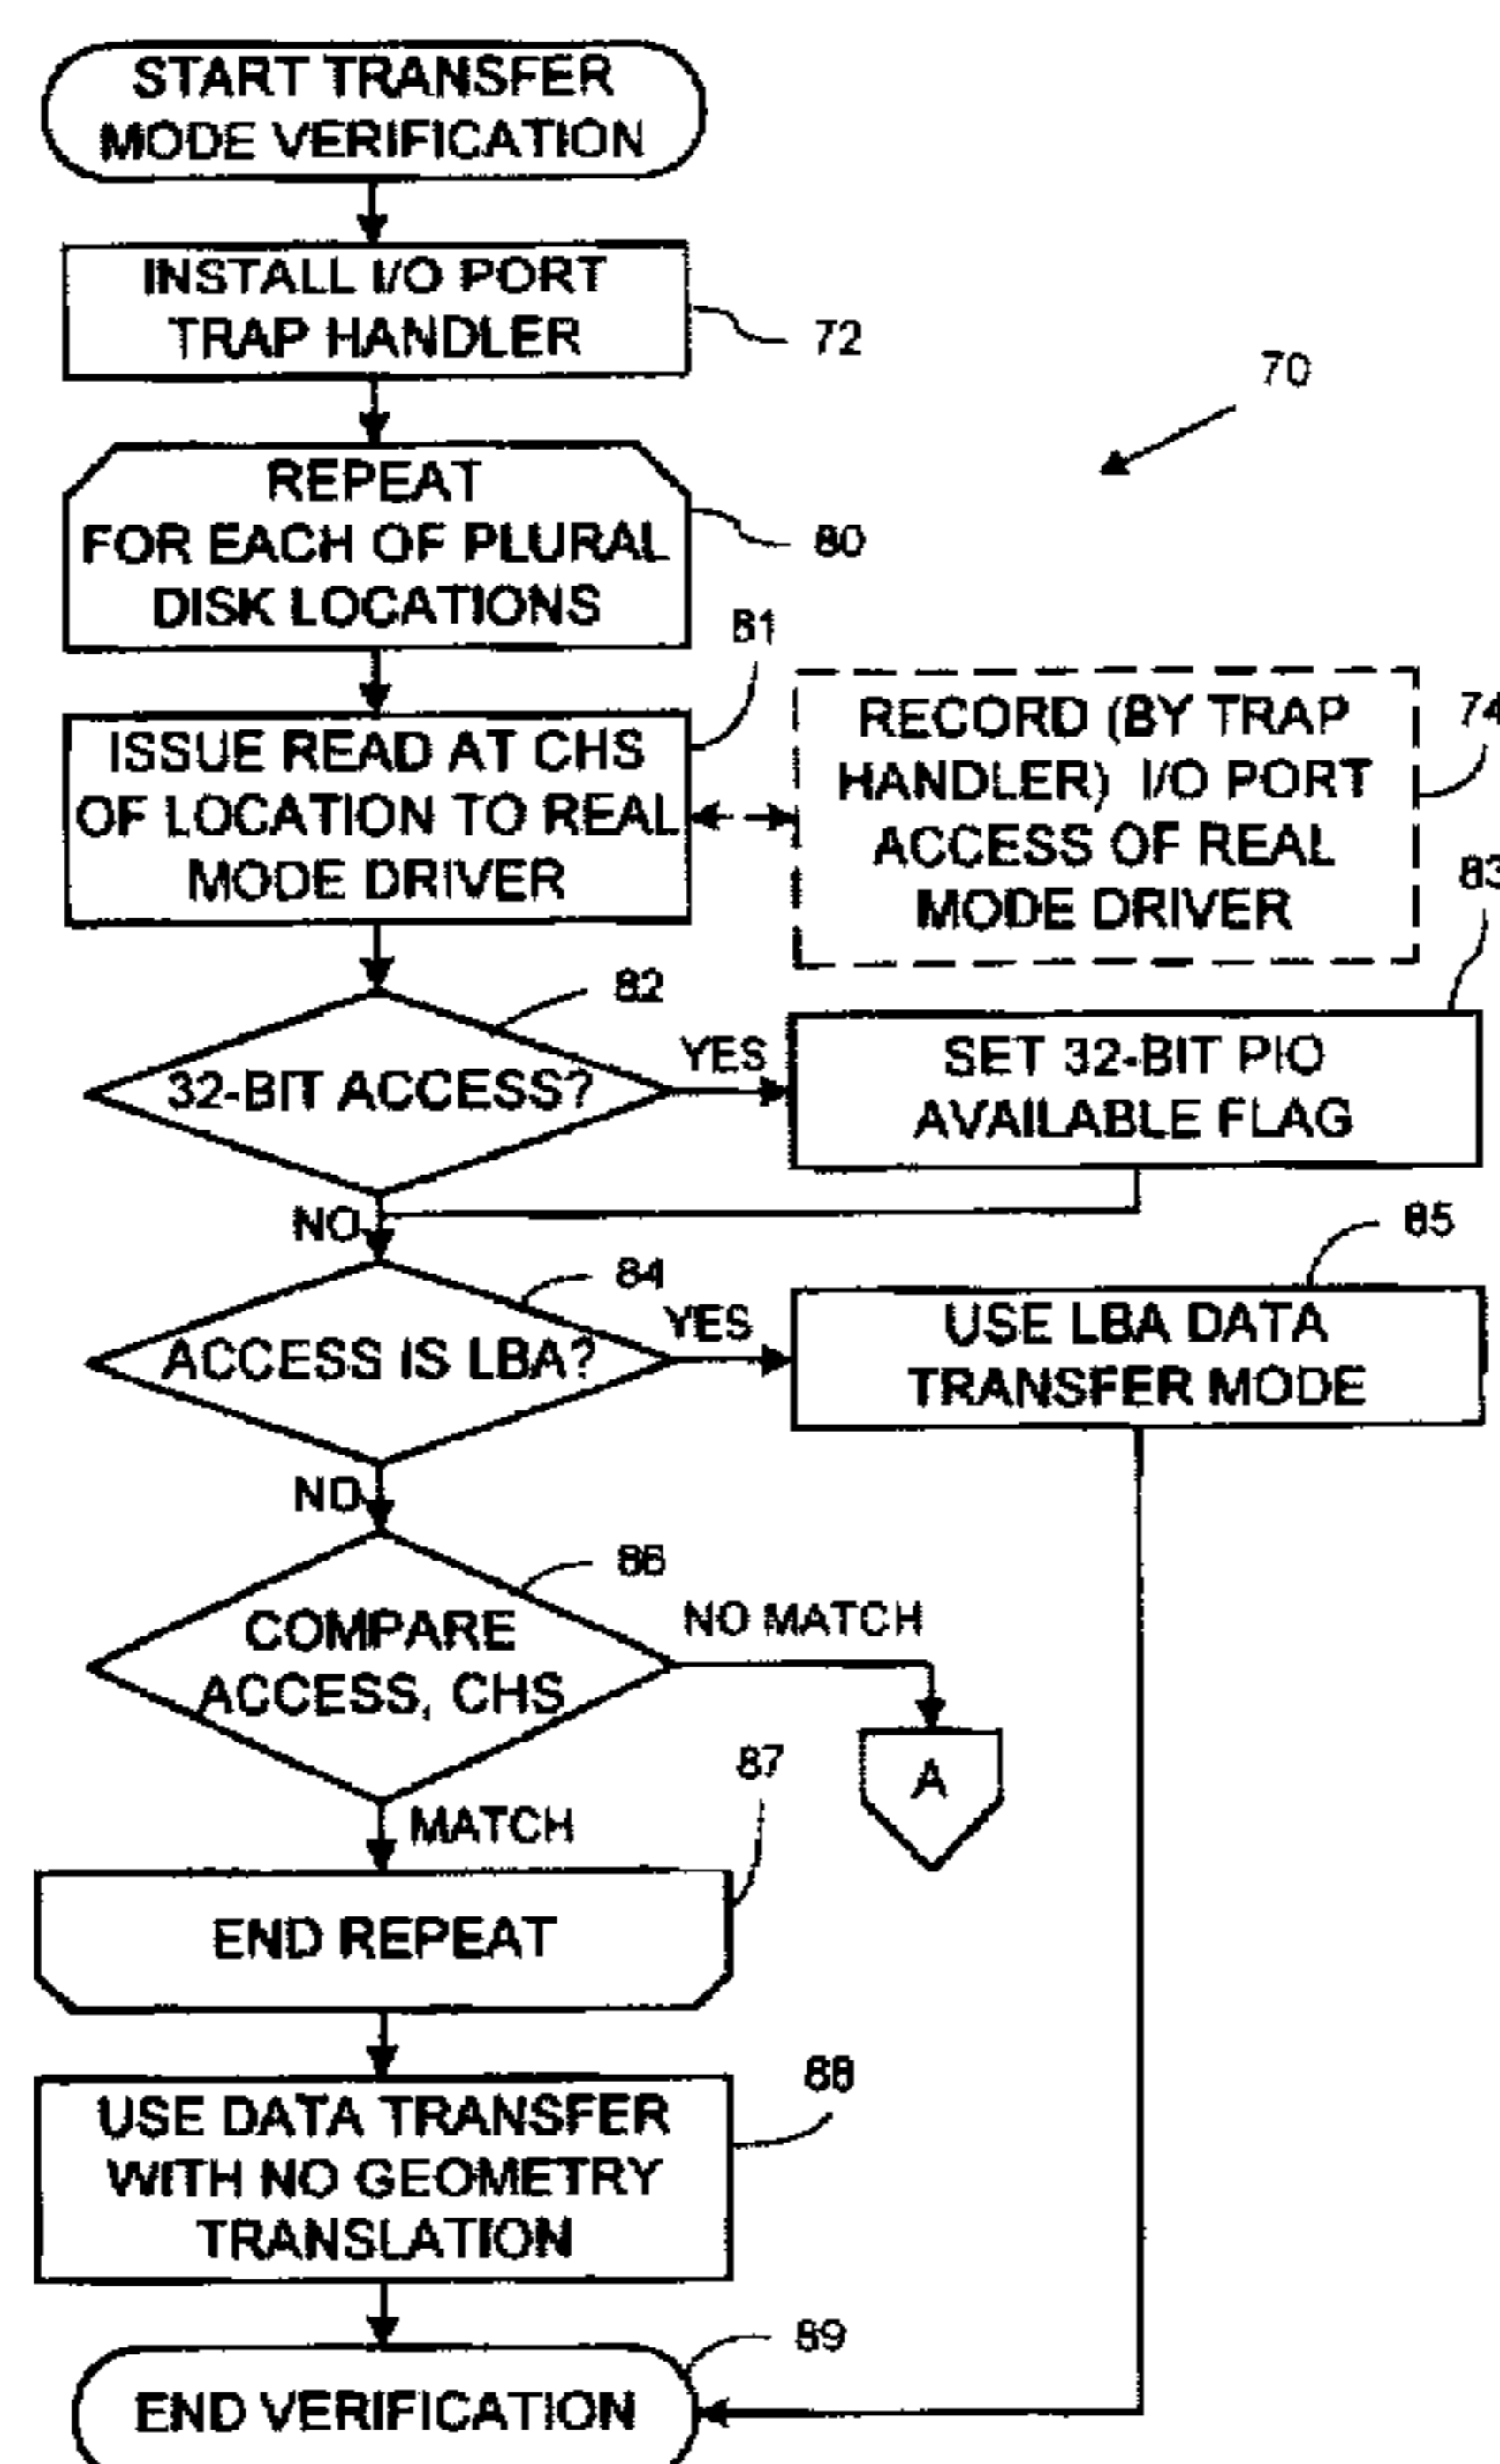 START TRANSFER
MODE VERIFICATION
INSTALL I/O PORT
TRAP HANDLER
72
70
REPEAT
FOR EACH OF PLURAL
DISK LOCATIONS
80
81
ISSUE READ AT CHS
OF LOCATION TO REAL
MODE DRIVER
RECORD (BY TRAP
HANDLER) I/O PORT
ACCESS OF REAL
MODE DRIVER
74
83
82
32-BIT ACCESS?
YES
SET 32-BIT PIO
AVAILABLE FLAG
NO
85
84
ACCESS IS LBA?
YES
USE LBA DATA
TRANSFER MODE
NO
86
COMPARE
ACCESS, CHS
NO MATCH
A
87
MATCH
END REPEAT
88
USE DATA TRANSFER
WITH NO GEOMETRY
TRANSLATION
89
END VERIFICATION